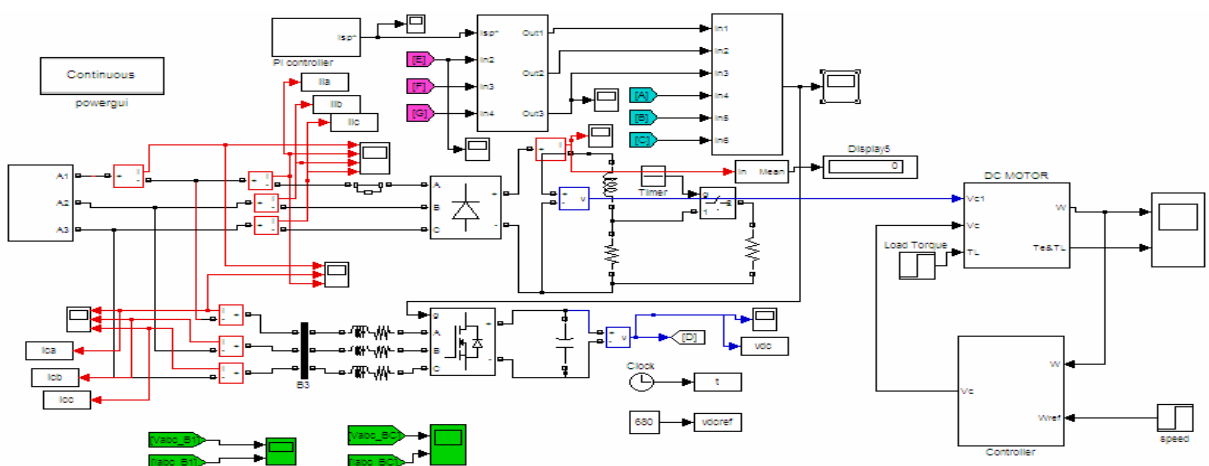 Continuous
powergui
Isp*
PI controller
Isp*
In2
In3
In4
Out1
Out2
Out3
[E]
[F]
[G]
In1
In2
In3
In4
In5
In6
[A]
[B]
[C]
IIa
IIb
IIc
A1
A2
A3
A
B
C
+
-
v
Timer
In
Mean
Display5
0
DC MOTOR
Vc1
Vc
TL
W
Te&TL
Load Torque
Ica
Icb
Icc
B3
g
A
B
C
+
-
v
[D]
vdc
Clock
t
680
vdcref
W
Vc
Wref
Controller
speed
[Vabc_B1]
[Iabc_B1]
[Vabc_BC]
[Iabc_BC]